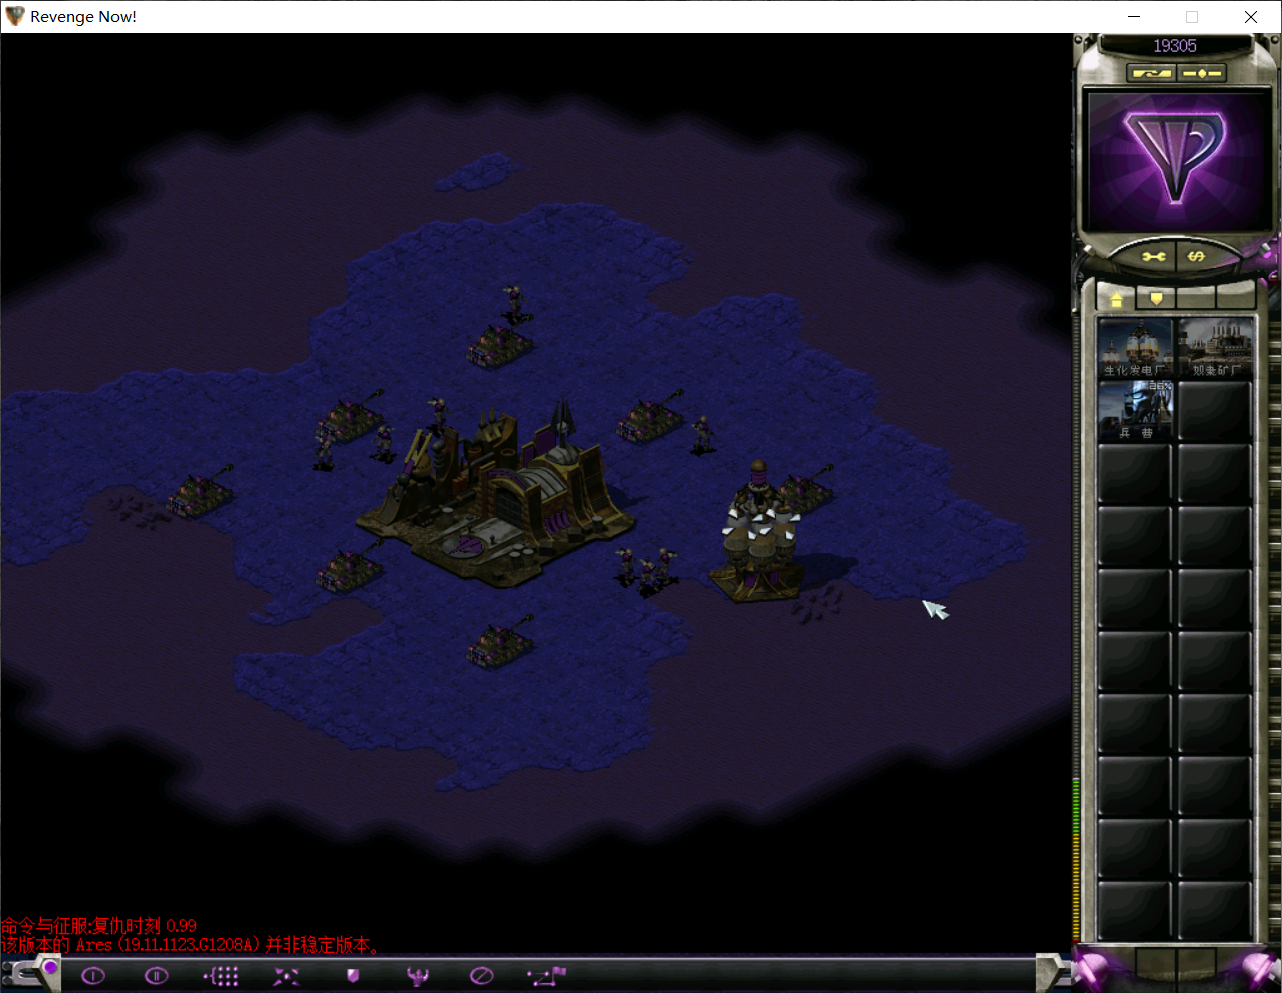 Revenge Now!
19305
生化发电厂
奴隶矿厂
兵 营
命令与征服:复仇时刻 0.99
该版本的 Ares (19.11.1123.G1208A) 并非稳定版本。